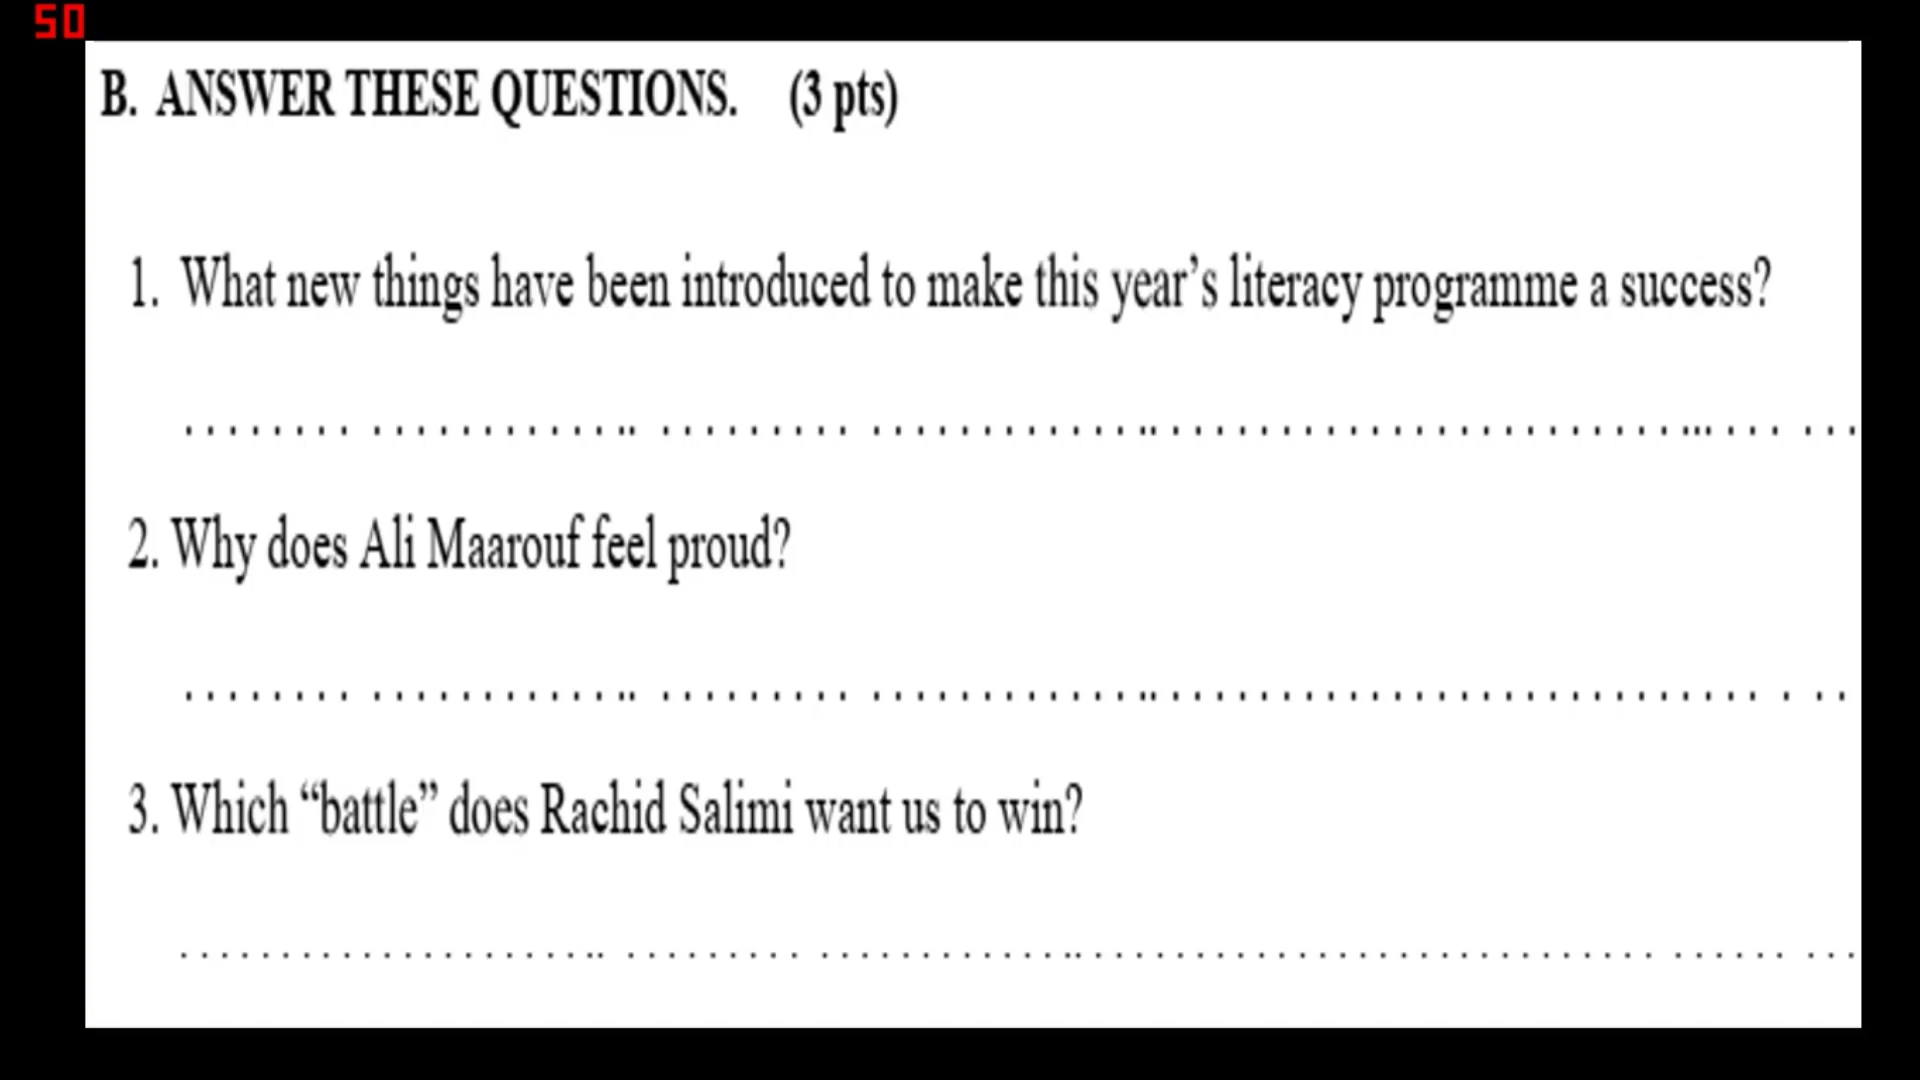 50
B. ANSWER THESE QUESTIONS. (3 pts)
1. What new things have been introduced to make this year’s literacy programme a success?
........ .............. ......... .......................................…... ...
2. Why does Ali Maarouf feel proud?
........ .............. ......... ......................................… . ..
3. Which “battle” does Rachid Salimi want us to win?
..................... ......... ..............…......................... ...... ...